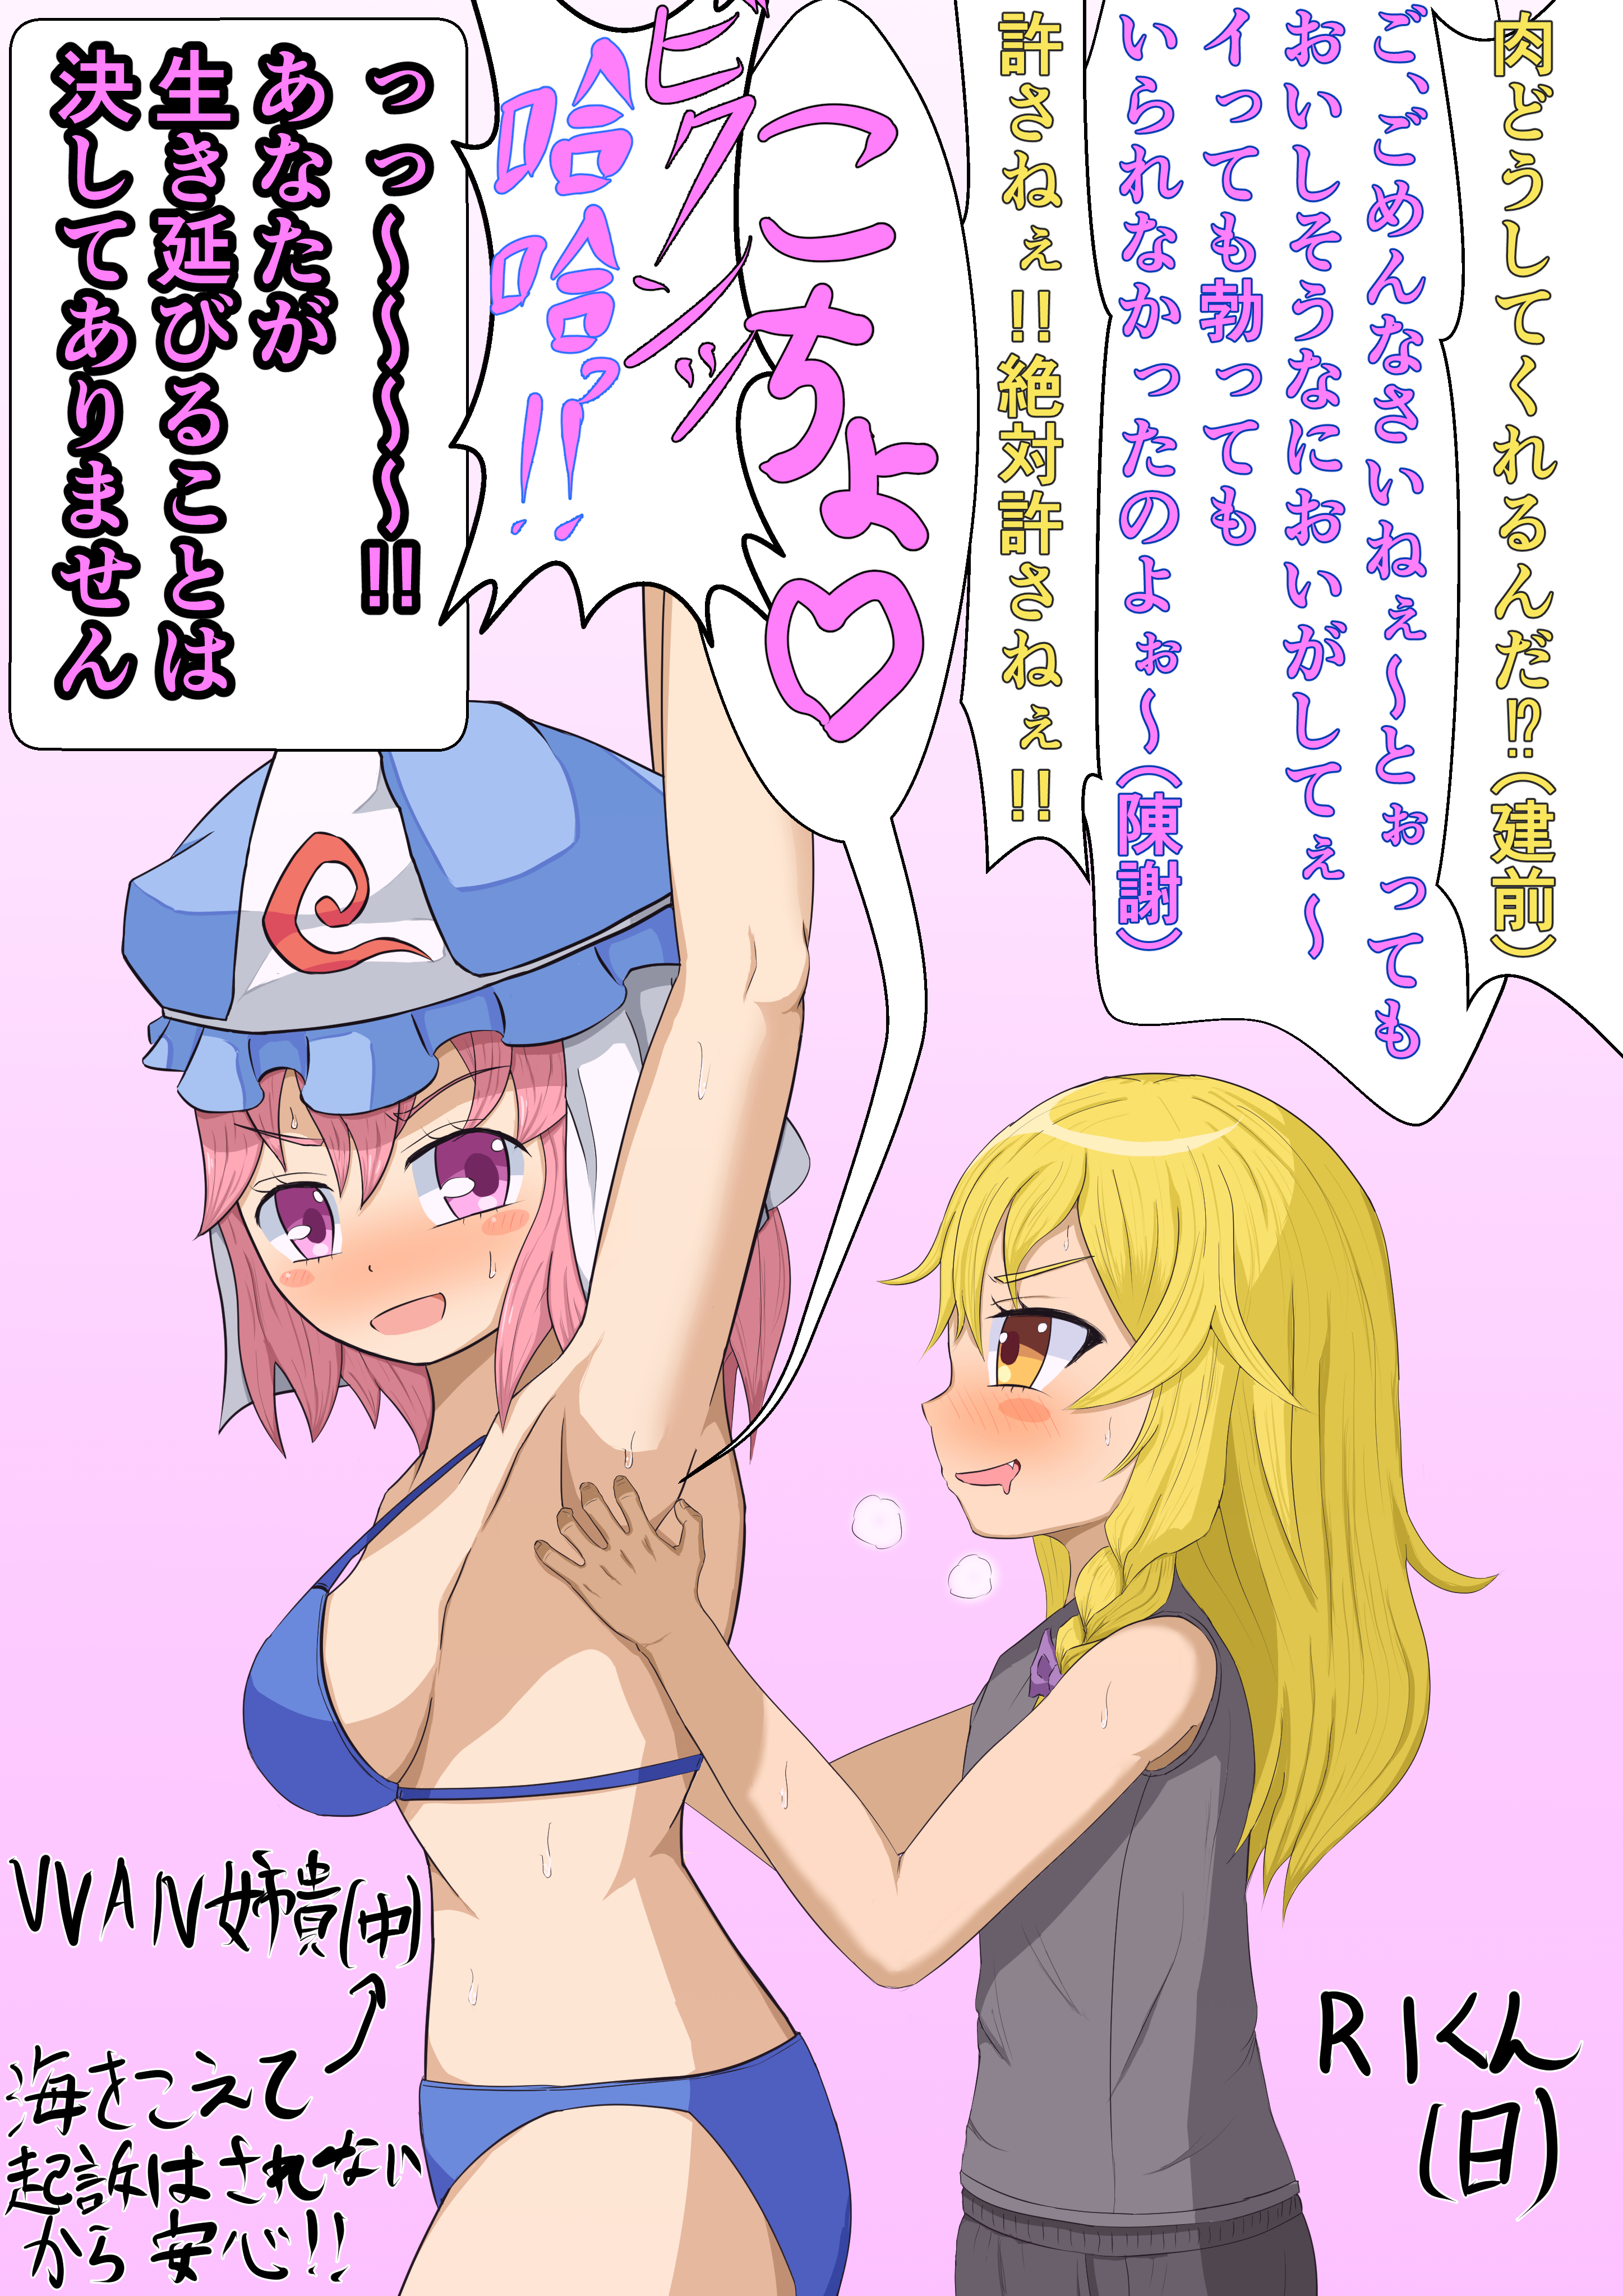 肉どうしてくれるんだ!?(建前)
ご、ごめんなさいねぇ〜とぉっても
おいしそうなにおいがしてぇ〜
イっても勃っても
いられなかったのよぉ〜(陳謝)
許さねぇ!!絶対許さねぇ!!
こちょ♡
ビクンッ
哈哈?!!
っっ〜〜〜〜!!
あなたが
生き延びることは
決してありません
VVAN姉貴(中)
海をこえて
起訴はされない
から安心!!
RIくん
(日)